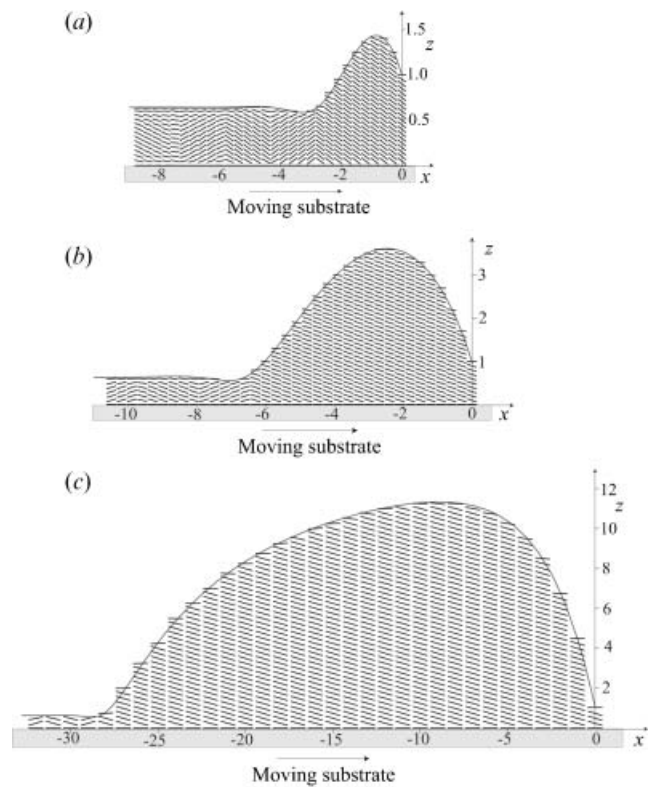 (a)
1.5
z
1.0
0.5
-8 -6 -4 -2 0 x
Moving substrate
(b)
z
3
2
1
-10 -8 -6 -4 -2 0 x
Moving substrate
(c)
12
z
10
8
6
4
2
-30 -25 -20 -15 -10 -5 0 x
Moving substrate